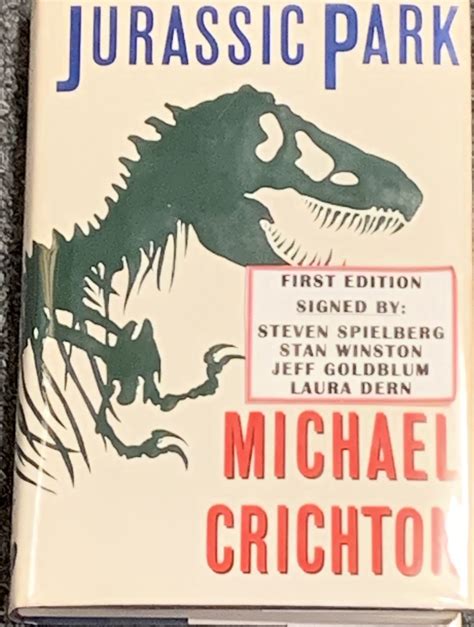 JURASSIC PARK
FIRST EDITION
SIGNED BY:
STEVEN SPIELBERG
STAN WINSTON
JEFF GOLDBLUM
LAURA DERN
MICHAEL
CRICHTON